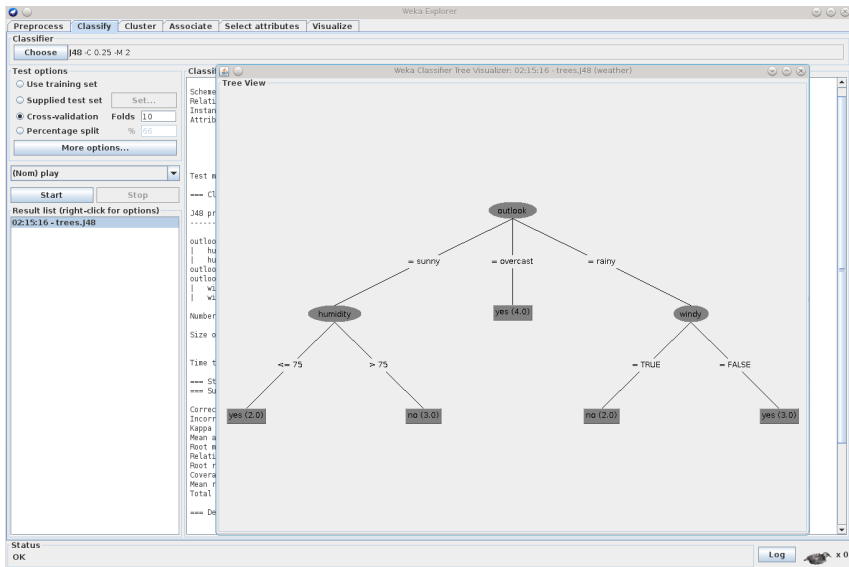 Weka Explorer
Preprocess Classify Cluster Associate Select attributes Visualize
Classifier
Choose J48 -C 0.25 -M 2
Test options
Use training set
Supplied test set Set...
Cross-validation Folds 10
Percentage split % 66
More options...
(Nom) play
Start Stop
Result list (right-click for options)
02:15:16 - trees.J48
Classif
Scheme
Relati
Instan
Attrib
Test m
=== Cl
J48 pr
------
outloo
| hu
| hu
outloo
outloo
| wi
| wi
Number
Size o
Time t
=== St
=== Su
Correc
Incorr
Kappa
Mean a
Root m
Relati
Root r
Covera
Mean r
Total
=== De
Weka Classifier Tree Visualizer: 02:15:16 - trees.J48 (weather)
Tree View
outlook
= sunny = overcast = rainy
humidity yes (4.0) windy
<= 75 > 75 = TRUE = FALSE
yes (2.0) no (3.0) no (2.0) yes (3.0)
Status
OK
Log x 0